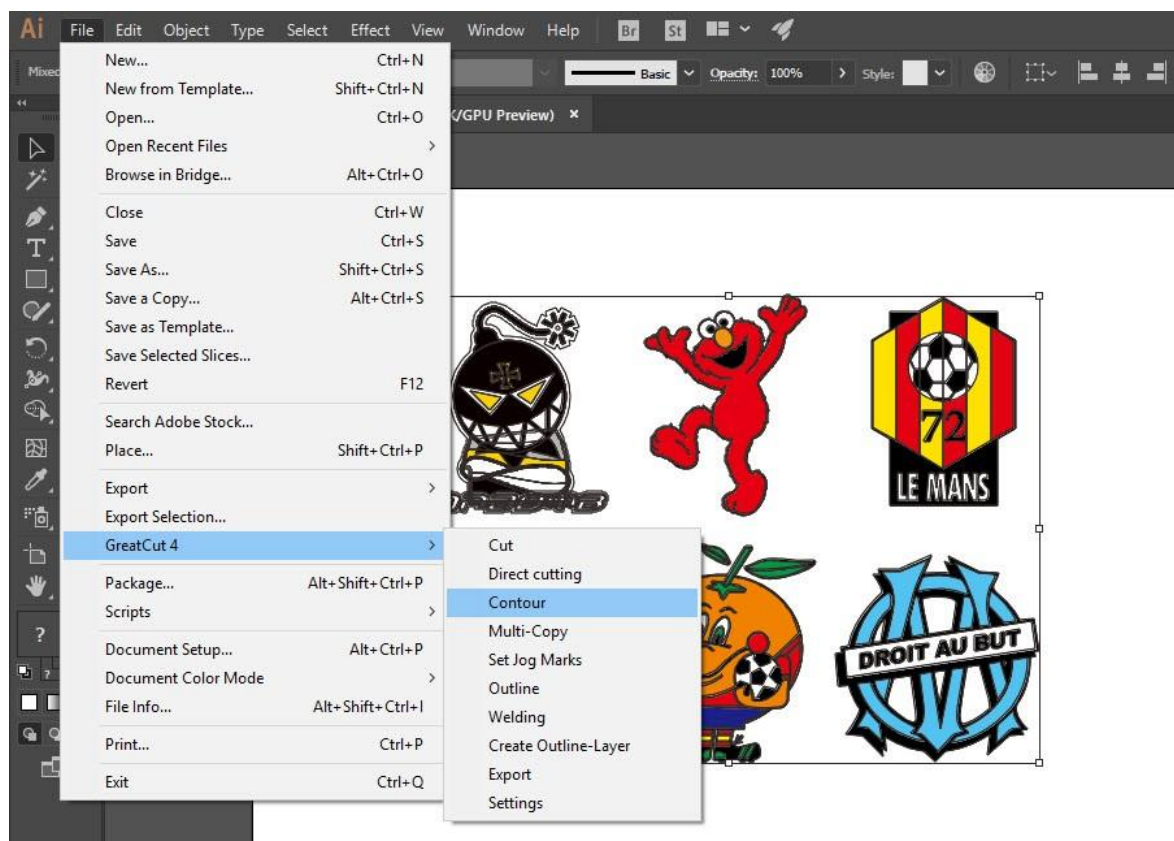 Ai File Edit Object Type Select Effect View Window Help Br St
Mixed Basic Opacity: 100% Style:
K/GPU Preview) ×
New... Ctrl+N
New from Template... Shift+Ctrl+N
Open... Ctrl+O
Open Recent Files >
Browse in Bridge... Alt+Ctrl+O
Close Ctrl+W
Save Ctrl+S
Save As... Shift+Ctrl+S
Save a Copy... Alt+Ctrl+S
Save as Template...
Save Selected Slices...
Revert F12
Search Adobe Stock...
Place... Shift+Ctrl+P
Export >
Export Selection...
GreatCut 4 >
Package... Alt+Shift+Ctrl+P
Scripts >
Document Setup... Alt+Ctrl+P
Document Color Mode >
File Info... Alt+Shift+Ctrl+I
Print... Ctrl+P
Exit Ctrl+Q
Cut
Direct cutting
Contour
Multi-Copy
Set Jog Marks
Outline
Welding
Create Outline-Layer
Export
Settings
72
LE MANS
DROIT AU BUT